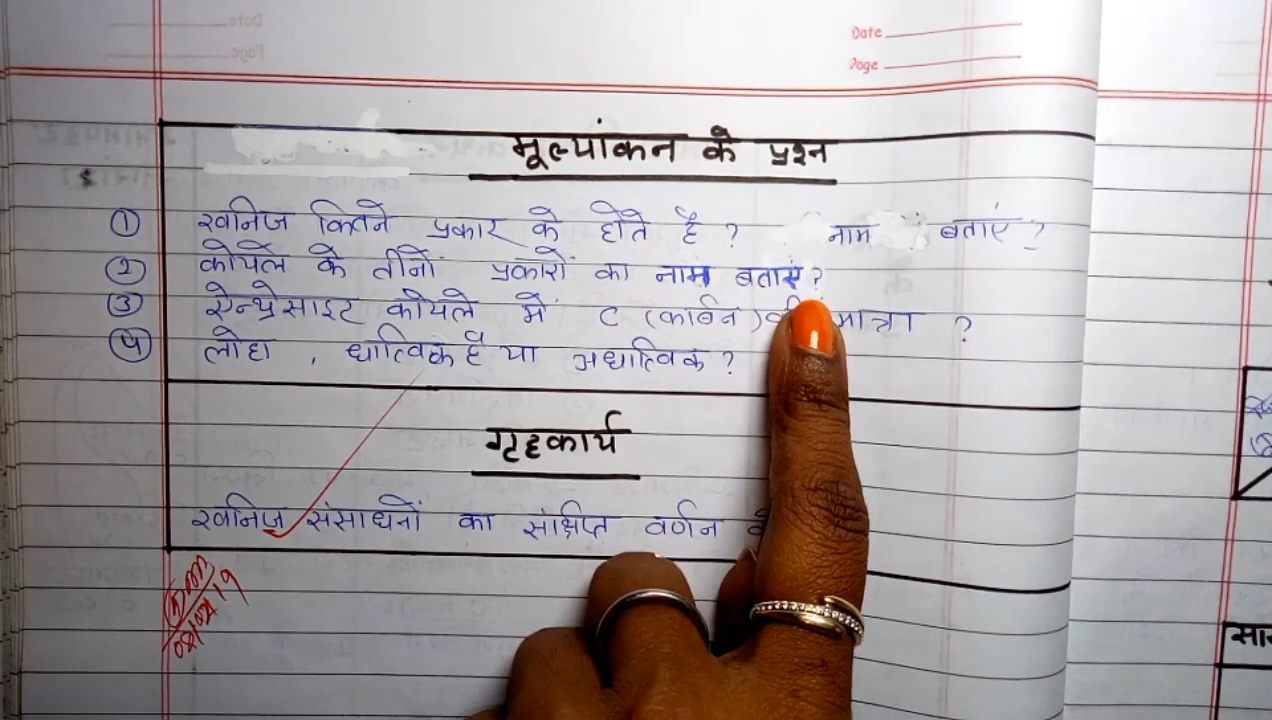 Date
Page
मूल्यांकन के प्रश्न
① खनिज कितने प्रकार के होते है ? नाम बताएं ?
② कोयले के तीनों प्रकारों का नाम बताएं ?
③ ऐन्थ्रेसाइट कोयले में C (कार्बन) की मात्रा ?
④ लोहा , धात्विक है या अधात्विक ?
गृहकार्य
खनिज संसाधनों का संक्षिप्त वर्णन